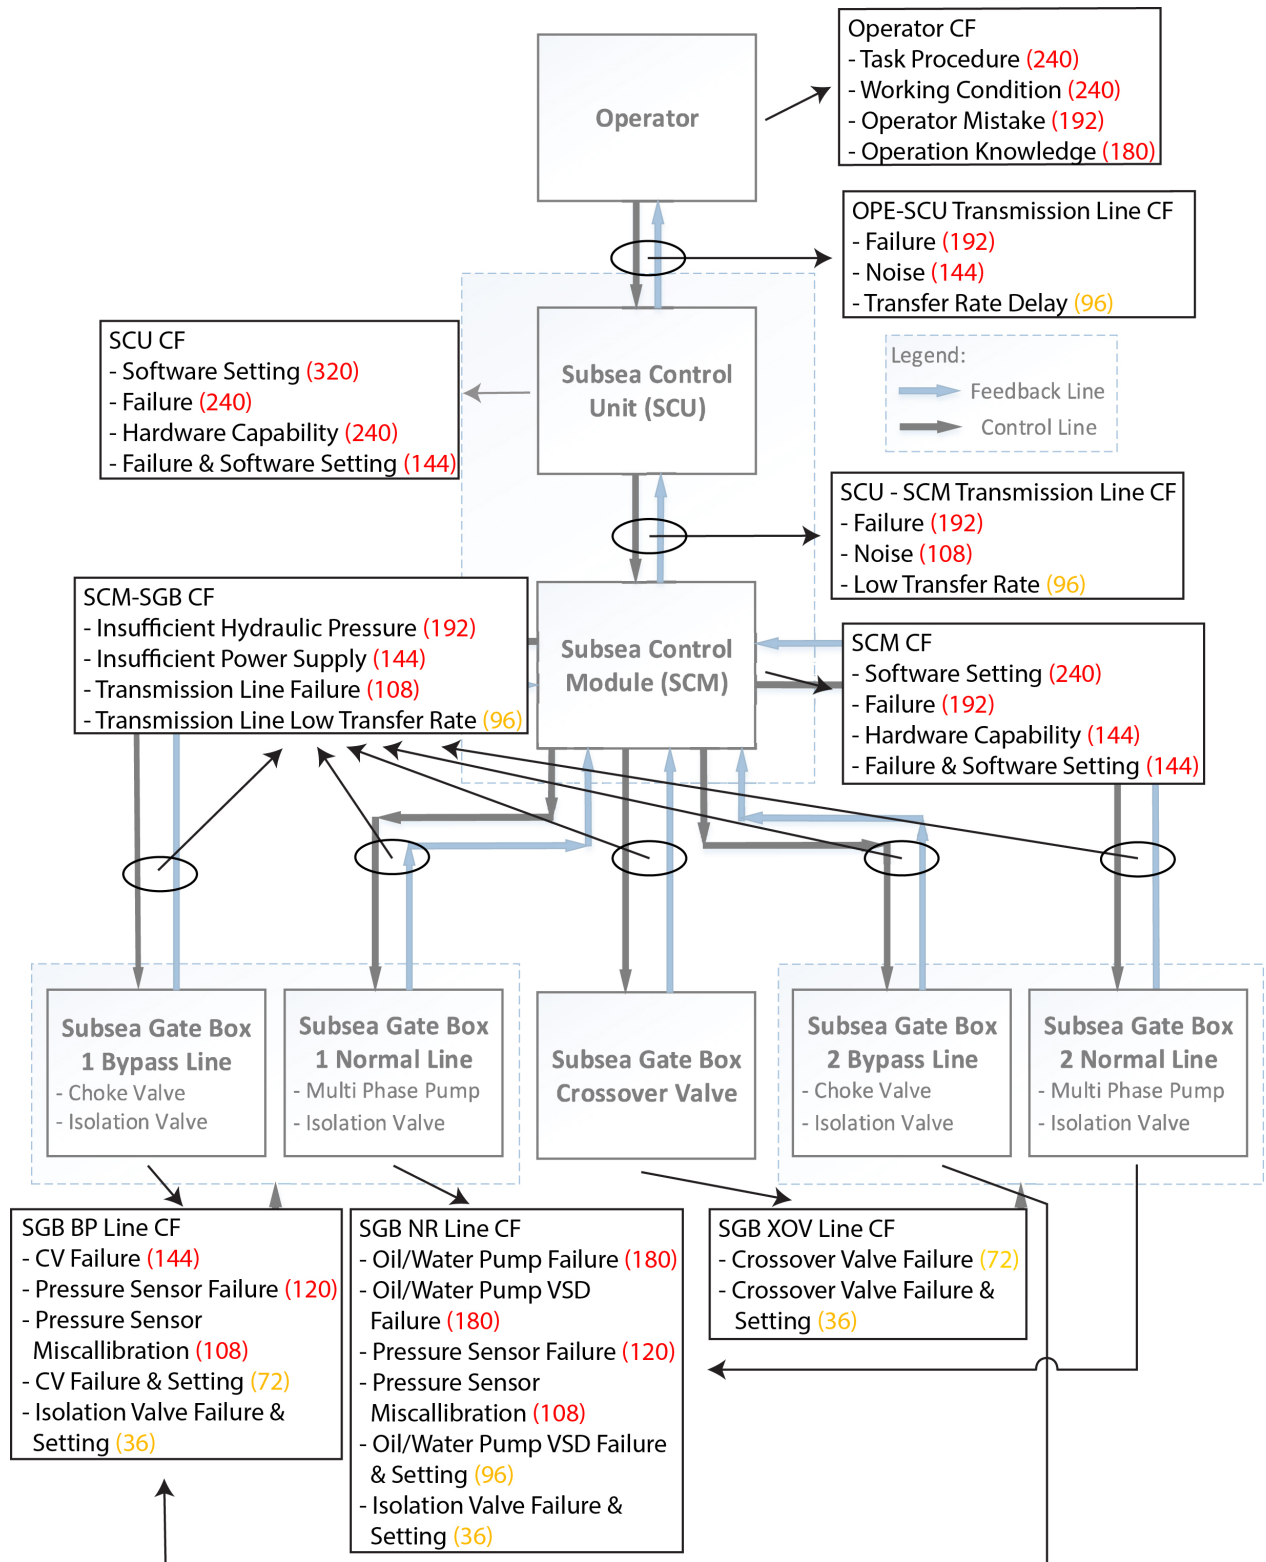 Operator CF
- Task Procedure (240)
- Working Condition (240)
- Operator Mistake (192)
- Operation Knowledge (180)
Operator
OPE-SCU Transmission Line CF
- Failure (192)
- Noise (144)
- Transfer Rate Delay (96)
SCU CF
- Software Setting (320)
- Failure (240)
- Hardware Capability (240)
- Failure & Software Setting (144)
Subsea Control
Unit (SCU)
Legend:
Feedback Line
Control Line
SCU - SCM Transmission Line CF
- Failure (192)
- Noise (108)
- Low Transfer Rate (96)
SCM-SGB CF
- Insufficient Hydraulic Pressure (192)
- Insufficient Power Supply (144)
- Transmission Line Failure (108)
- Transmission Line Low Transfer Rate (96)
Subsea Control
Module (SCM)
SCM CF
- Software Setting (240)
- Failure (192)
- Hardware Capability (144)
- Failure & Software Setting (144)
Subsea Gate Box
1 Bypass Line
- Choke Valve
- Isolation Valve
Subsea Gate Box
1 Normal Line
- Multi Phase Pump
- Isolation Valve
Subsea Gate Box
Crossover Valve
Subsea Gate Box
2 Bypass Line
- Choke Valve
- Isolation Valve
Subsea Gate Box
2 Normal Line
- Multi Phase Pump
- Isolation Valve
SGB BP Line CF
- CV Failure (144)
- Pressure Sensor Failure (120)
- Pressure Sensor
Miscallibration (108)
- CV Failure & Setting (72)
- Isolation Valve Failure &
Setting (36)
SGB NR Line CF
- Oil/Water Pump Failure (180)
- Oil/Water Pump VSD
Failure (180)
- Pressure Sensor Failure (120)
- Pressure Sensor
Miscallibration (108)
- Oil/Water Pump VSD Failure
& Setting (96)
- Isolation Valve Failure &
Setting (36)
SGB XOV Line CF
- Crossover Valve Failure (72)
- Crossover Valve Failure &
Setting (36)